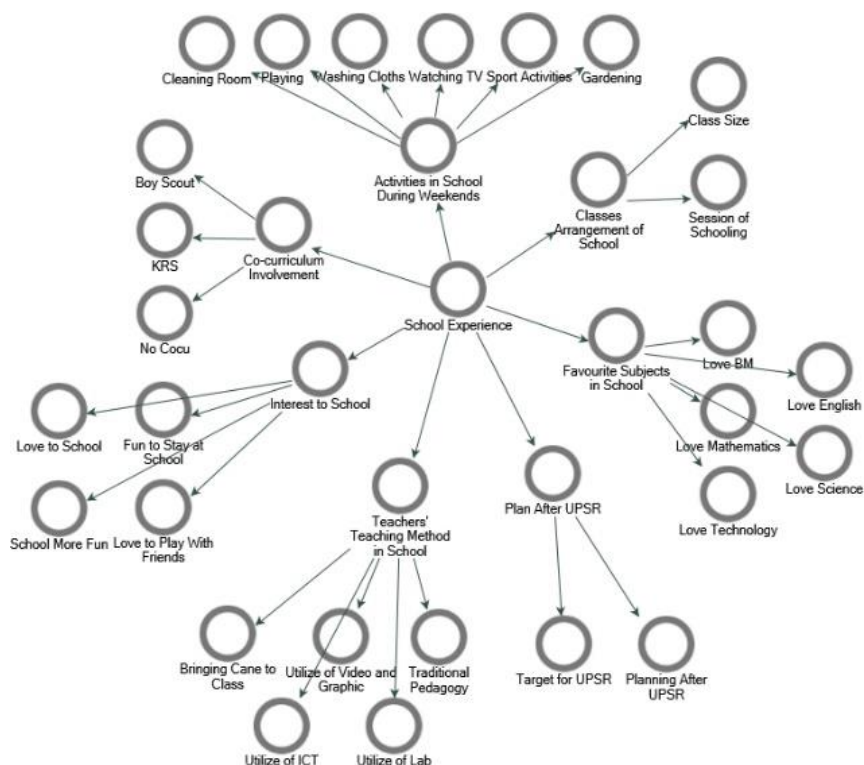 Cleaning Room
Playing
Washing Cloths
Watching TV
Sport Activities
Gardening
Class Size
Boy Scout
Activities in School
During Weekends
Classes
Arrangement of
School
Session of
Schooling
KRS
Co-curriculum
Involvement
School Experience
No Cocu
Favourite Subjects
in School
Love BM
Love English
Interest to School
Love to School
Fun to Stay at
School
Love Mathematics
Love Science
School More Fun
Love to Play With
Friends
Teachers'
Teaching Method
in School
Plan After UPSR
Love Technology
Bringing Cane to
Class
Utilize of Video and
Graphic
Traditional
Pedagogy
Target for UPSR
Planning After
UPSR
Utilize of ICT
Utilize of Lab